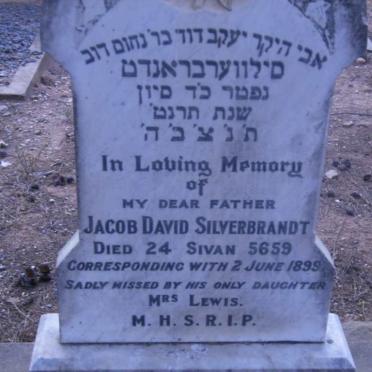 אבי היקר יעקב דוד בר׳ נחום דוב
סילווערבראנדט
נפטר כ״ד סיון
שנת תרנט׳
ת׳ נ׳ צ׳ ב׳ ה׳
In Loving Memory
of
MY DEAR FATHER
JACOB DAVID SILVERBRANDT
DIED 24 SIVAN 5659
CORRESPONDING WITH 2 JUNE 1899
SADLY MISSED BY HIS ONLY DAUGHTER
MRS LEWIS.
M. H. S. R. I. P.